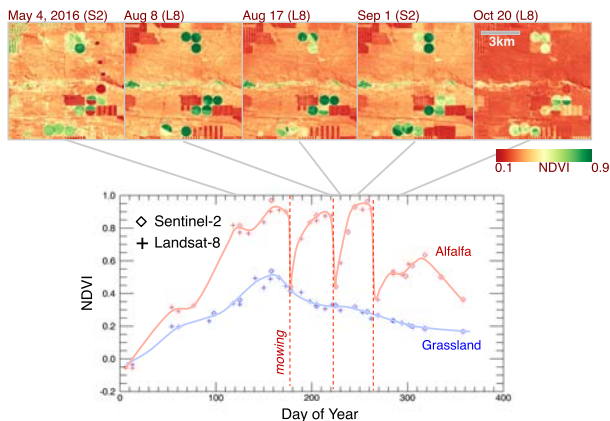 May 4, 2016 (S2) Aug 8 (L8) Aug 17 (L8) Sep 1 (S2) Oct 20 (L8)
3km
0.1 NDVI 0.9
1.0
0.8
0.6
0.4
0.2
0.0
-0.2
NDVI
Sentinel-2
Landsat-8
Alfalfa
mowing
Grassland
0 100 200 300 400
Day of Year